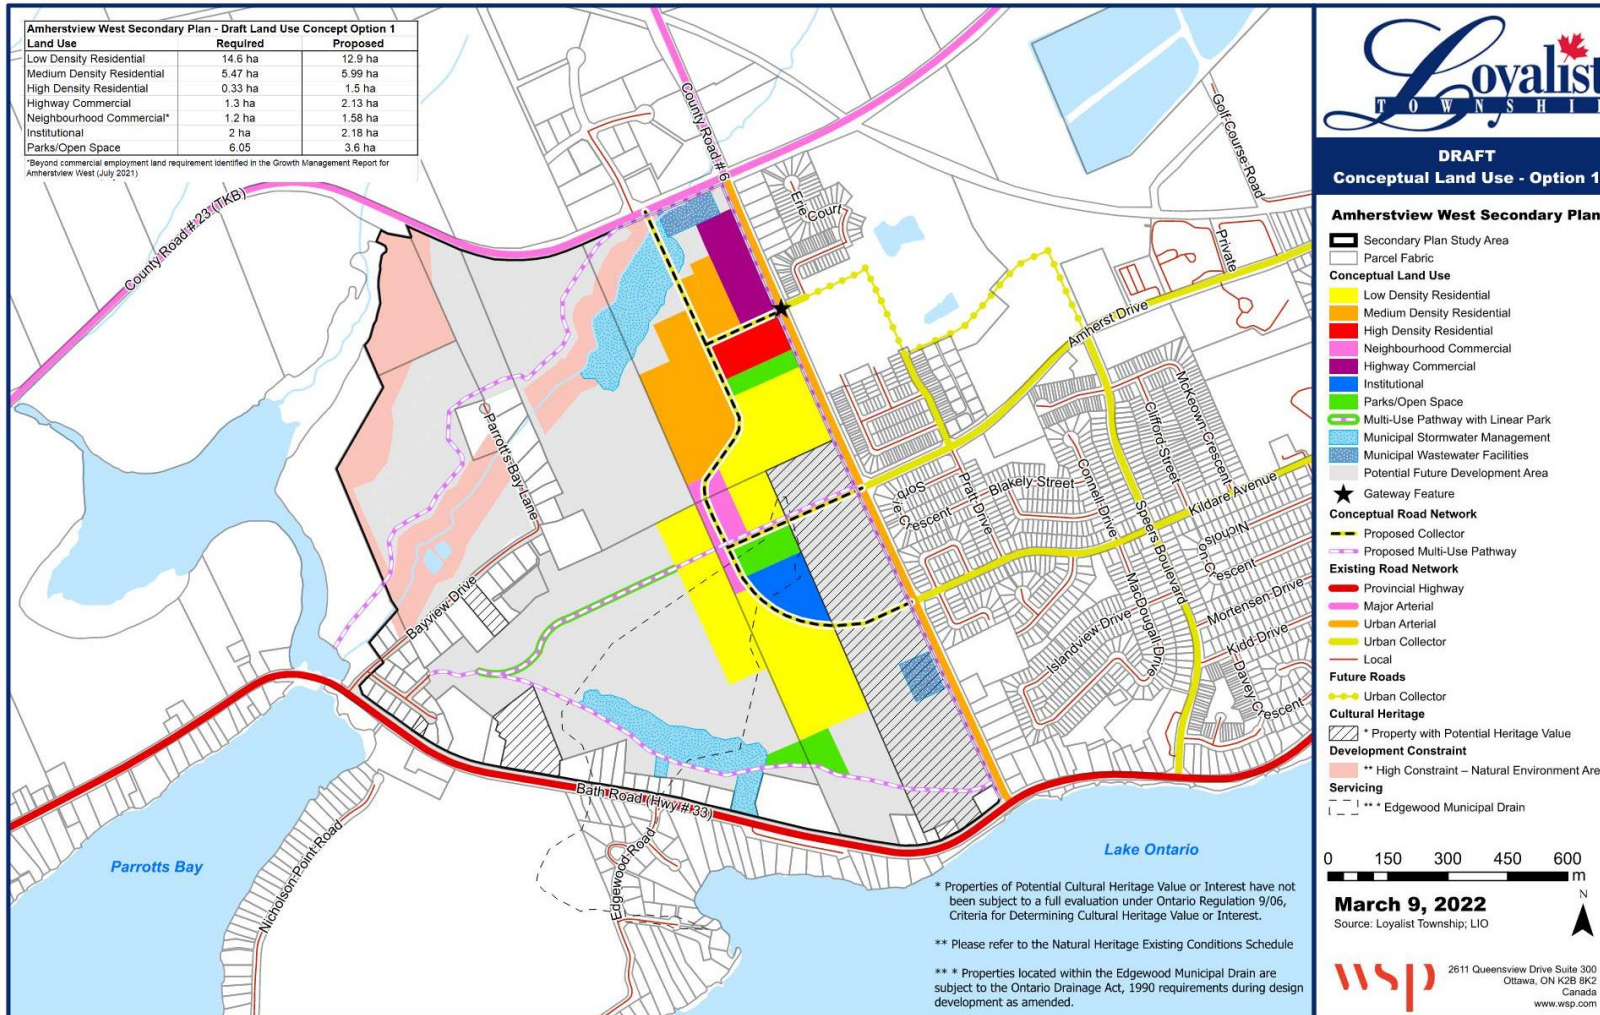 Amherstview West Secondary Plan - Draft Land Use Concept Option 1
Land Use Required Proposed
Low Density Residential 14.6 ha 12.9 ha
Medium Density Residential 5.47 ha 5.99 ha
High Density Residential 0.33 ha 1.5 ha
Highway Commercial 1.3 ha 2.13 ha
Neighbourhood Commercial* 1.2 ha 1.58 ha
Institutional 2 ha 2.18 ha
Parks/Open Space 6.05 3.6 ha
*Beyond commercial employment land requirement identified in the Growth Management Report for
Amherstview West (July 2021)
County Road # 6
County Road # 23 (TKB)
Golf-Course-Road
Erie Court
Private
Amherst Drive
Parrott's Bay Lane
McKeown-Crescent
Clifford-Street
Connell-Drive
Speers Boulevard
Kildare Avenue
Blakely Street
Pratt-Drive
Nicholson-Crescent
MacDougall-Drive
Mortensen-Drive
Islandview-Drive
Kidd-Drive
Davey-Crescent
Bayview-Drive
Bath Road (Hwy # 33)
Nicholson-Point-Road
Edgewood-Road
Parrotts Bay
Lake Ontario
* Properties of Potential Cultural Heritage Value or Interest have not
been subject to a full evaluation under Ontario Regulation 9/06,
Criteria for Determining Cultural Heritage Value or Interest.
** Please refer to the Natural Heritage Existing Conditions Schedule
** * Properties located within the Edgewood Municipal Drain are
subject to the Ontario Drainage Act, 1990 requirements during design
development as amended.
Loyalist
TOWNSHI
DRAFT
Conceptual Land Use - Option 1
Amherstview West Secondary Plan
Secondary Plan Study Area
Parcel Fabric
Conceptual Land Use
Low Density Residential
Medium Density Residential
High Density Residential
Neighbourhood Commercial
Highway Commercial
Institutional
Parks/Open Space
Multi-Use Pathway with Linear Park
Municipal Stormwater Management
Municipal Wastewater Facilities
Potential Future Development Area
Gateway Feature
Conceptual Road Network
Proposed Collector
Proposed Multi-Use Pathway
Existing Road Network
Provincial Highway
Major Arterial
Urban Arterial
Urban Collector
Local
Future Roads
Urban Collector
Cultural Heritage
* Property with Potential Heritage Value
Development Constraint
** High Constraint – Natural Environment Are
Servicing
** * Edgewood Municipal Drain
0 150 300 450 600
m
N
March 9, 2022
Source: Loyalist Township; LIO
wsp
2611 Queensview Drive Suite 300
Ottawa, ON K2B 8K2
Canada
www.wsp.com